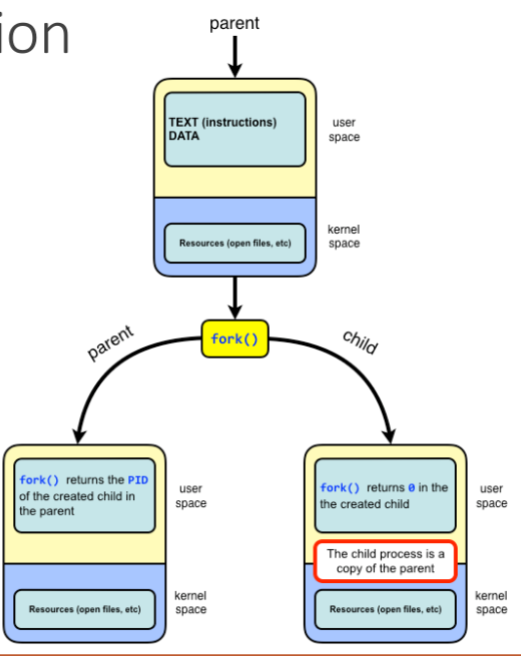 ion
parent
TEXT (instructions)
DATA
user
space
Resources (open files, etc)
kernel
space
fork()
parent
child
fork() returns the PID
of the created child in
the parent
user
space
Resources (open files, etc)
kernel
space
fork() returns 0 in the
the created child
user
space
The child process is a
copy of the parent
Resources (open files, etc)
kernel
space